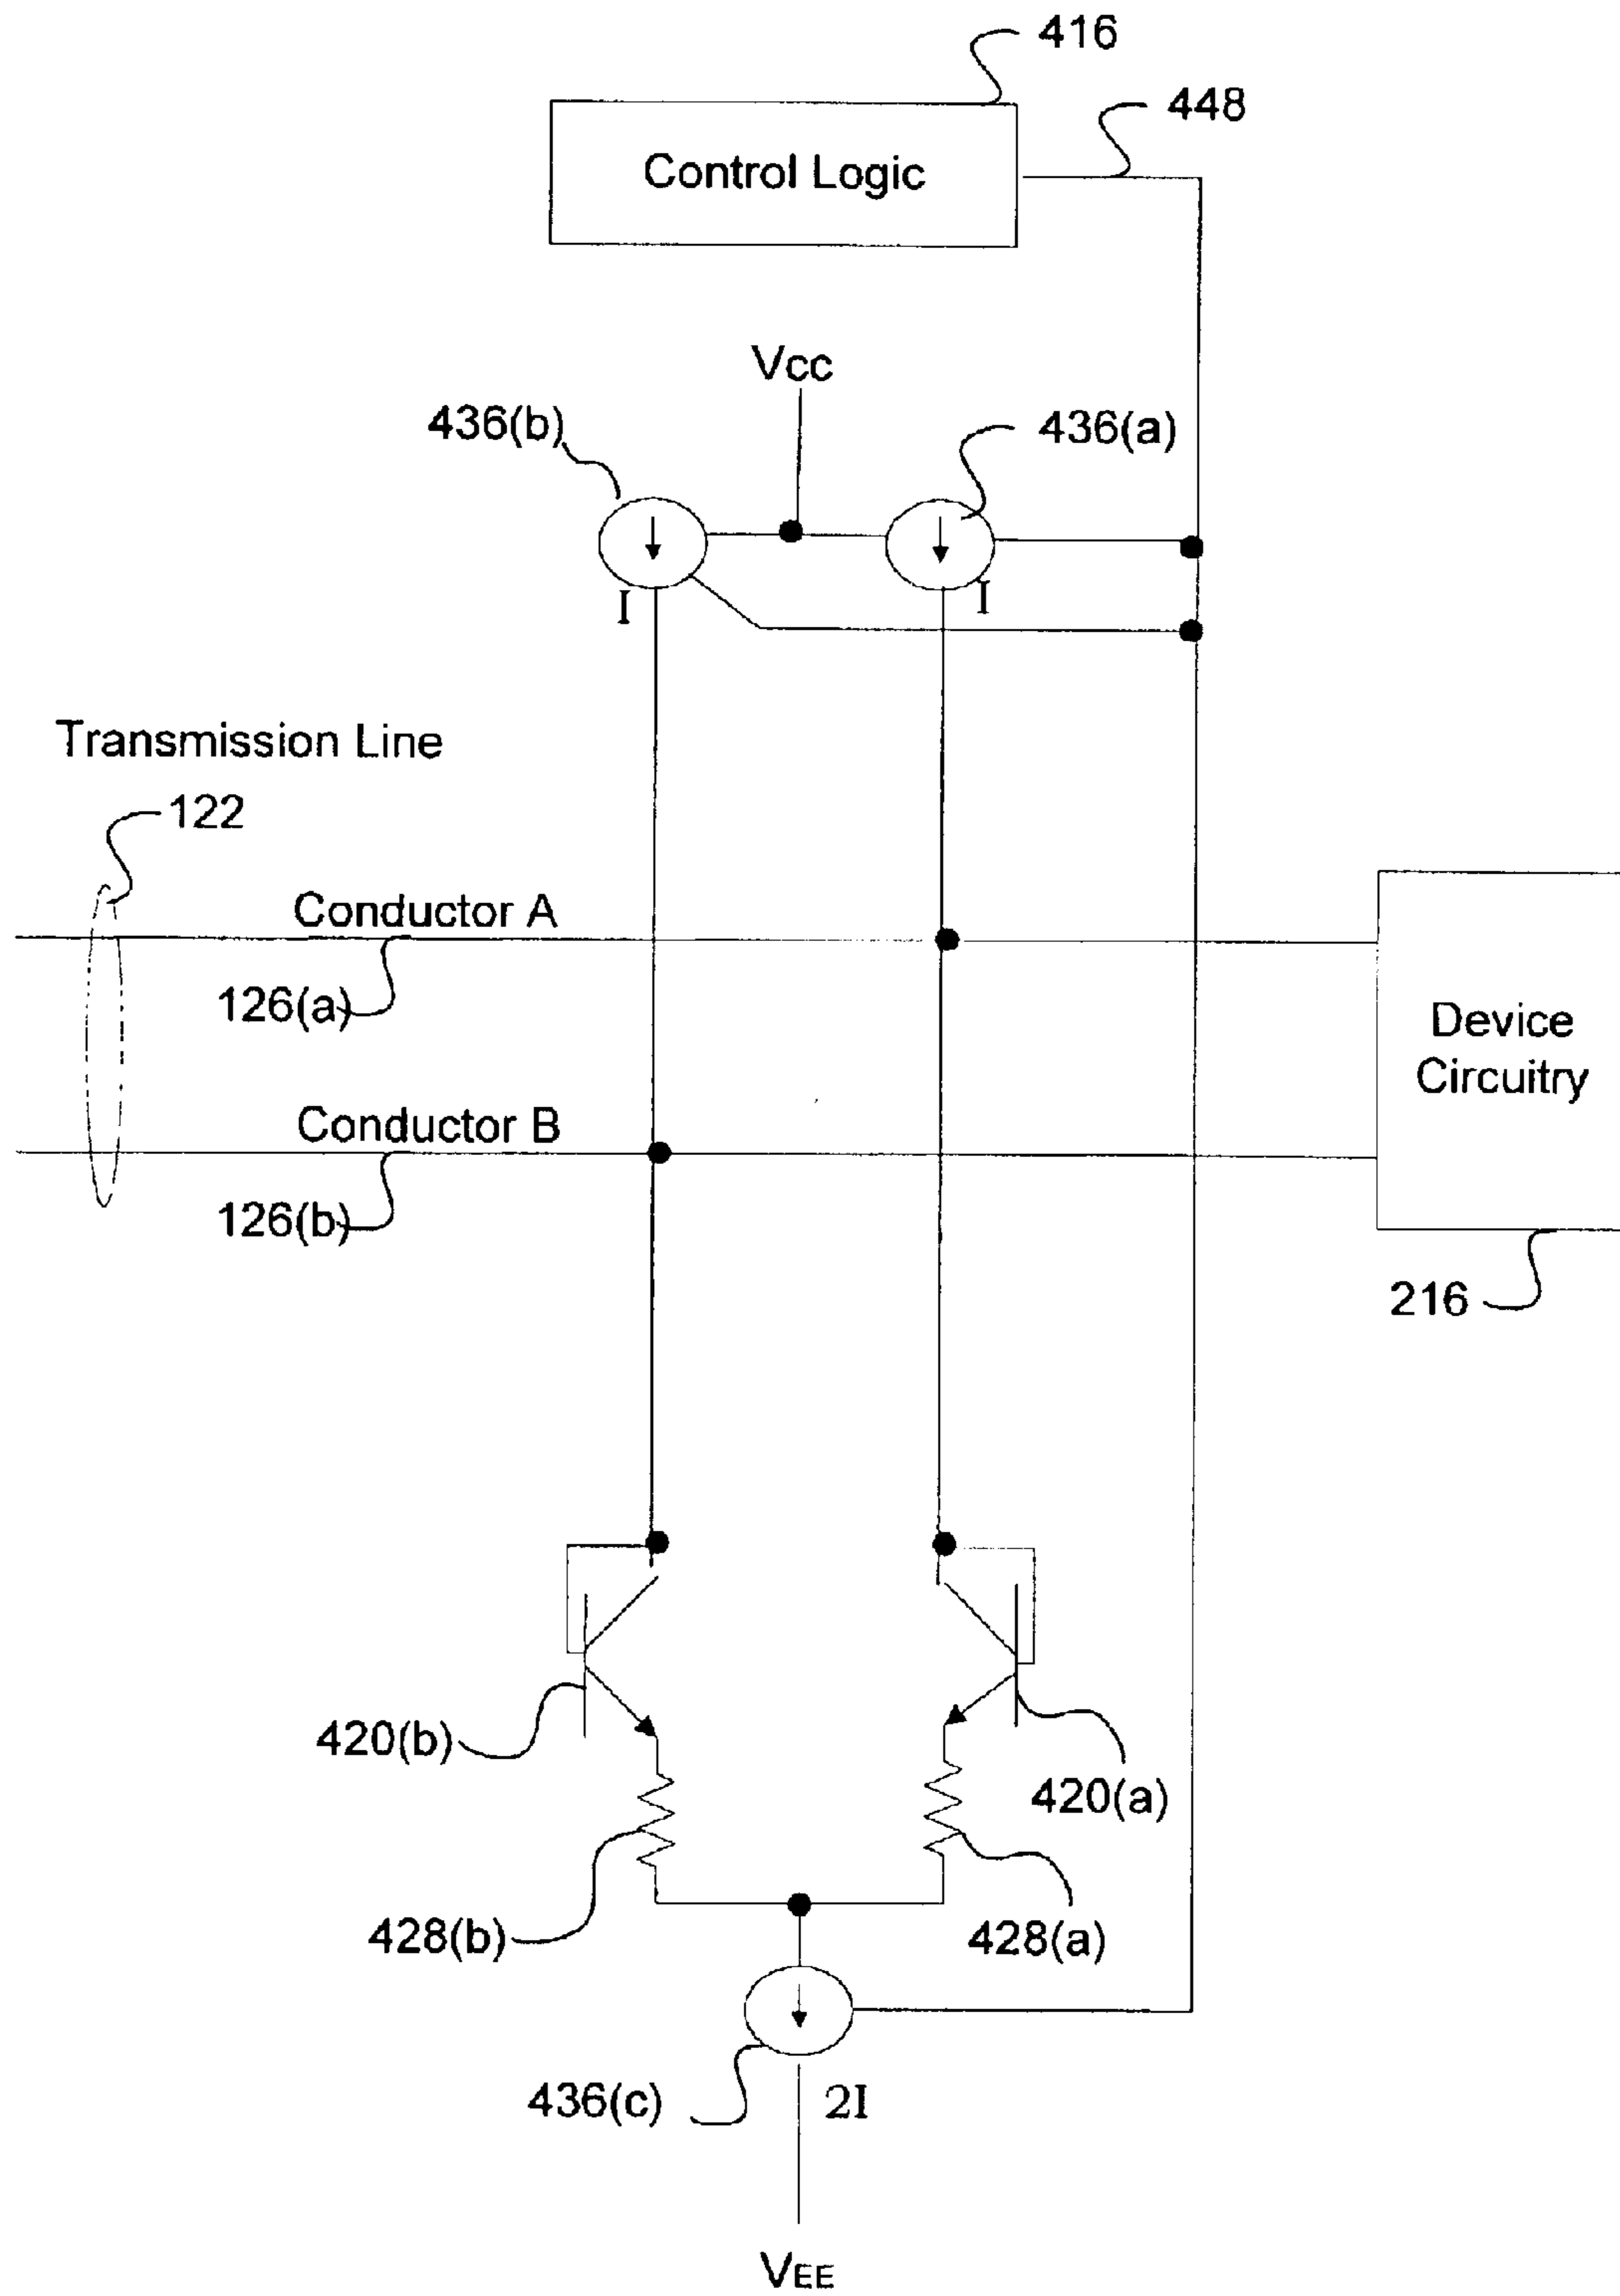 416
448
Control Logic
Vcc
436(b)
436(a)
I
I
Transmission Line
122
Conductor A
126(a)
Device
Circuitry
Conductor B
126(b)
216
420(b)
420(a)
428(b)
428(a)
436(c)
2I
VEE